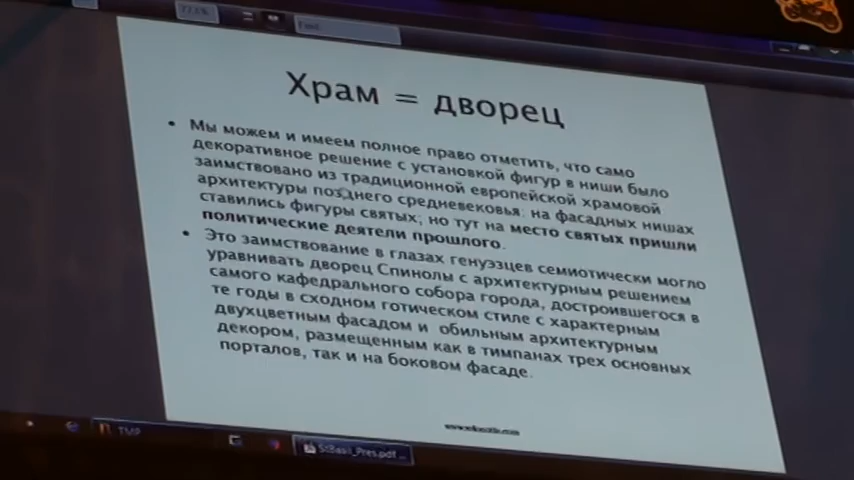 Храм = дворец
• Мы можем и имеем полное право отметить, что само
декоративное решение с установкой фигур в ниши было
заимствовано из традиционной европейской храмовой
архитектуры позднего средневековья: на фасадных нишах
ставились фигуры святых; но тут на место святых пришли
политические деятели прошлого.
• Это заимствование в глазах генуэзцев семиотически могло
уравнивать дворец Спинолы с архитектурным решением
самого кафедрального собора города, достроившегося в
те годы в сходном готическом стиле с характерным
двухцветным фасадом и обильным архитектурным
декором, размещенным как в тимпанах трех основных
порталов, так и на боковом фасаде.
TMP
StBasil_Pres.pdf ...